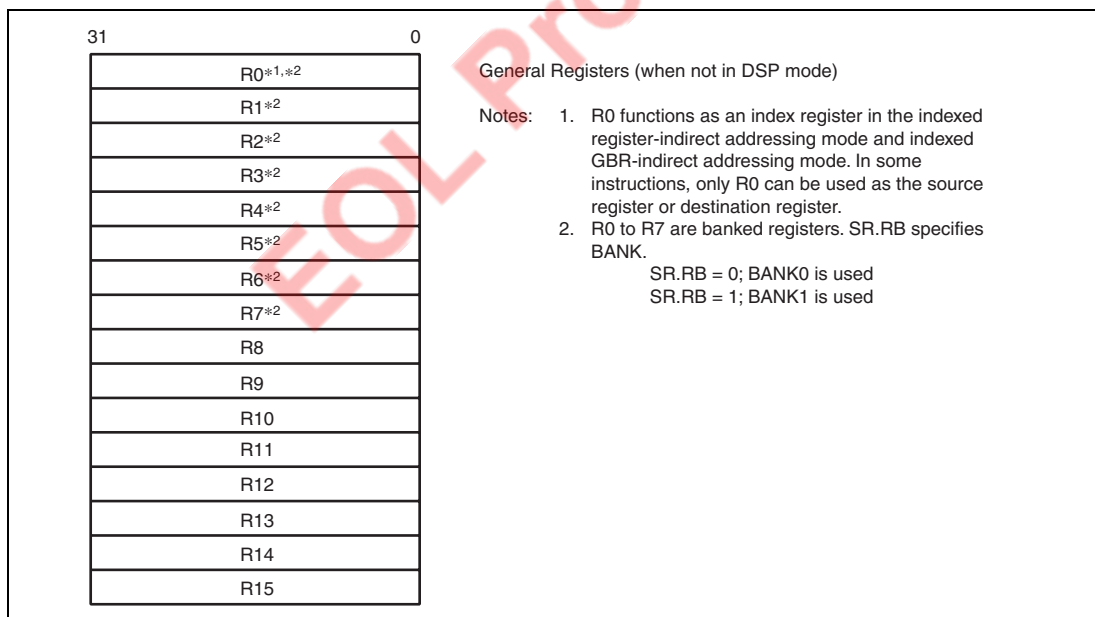 31 0
R0*1,*2
R1*2
R2*2
R3*2
R4*2
R5*2
R6*2
R7*2
R8
R9
R10
R11
R12
R13
R14
R15
General Registers (when not in DSP mode)
Notes: 1. R0 functions as an index register in the indexed
register-indirect addressing mode and indexed
GBR-indirect addressing mode. In some
instructions, only R0 can be used as the source
register or destination register.
2. R0 to R7 are banked registers. SR.RB specifies
BANK.
SR.RB = 0; BANK0 is used
SR.RB = 1; BANK1 is used
EOL